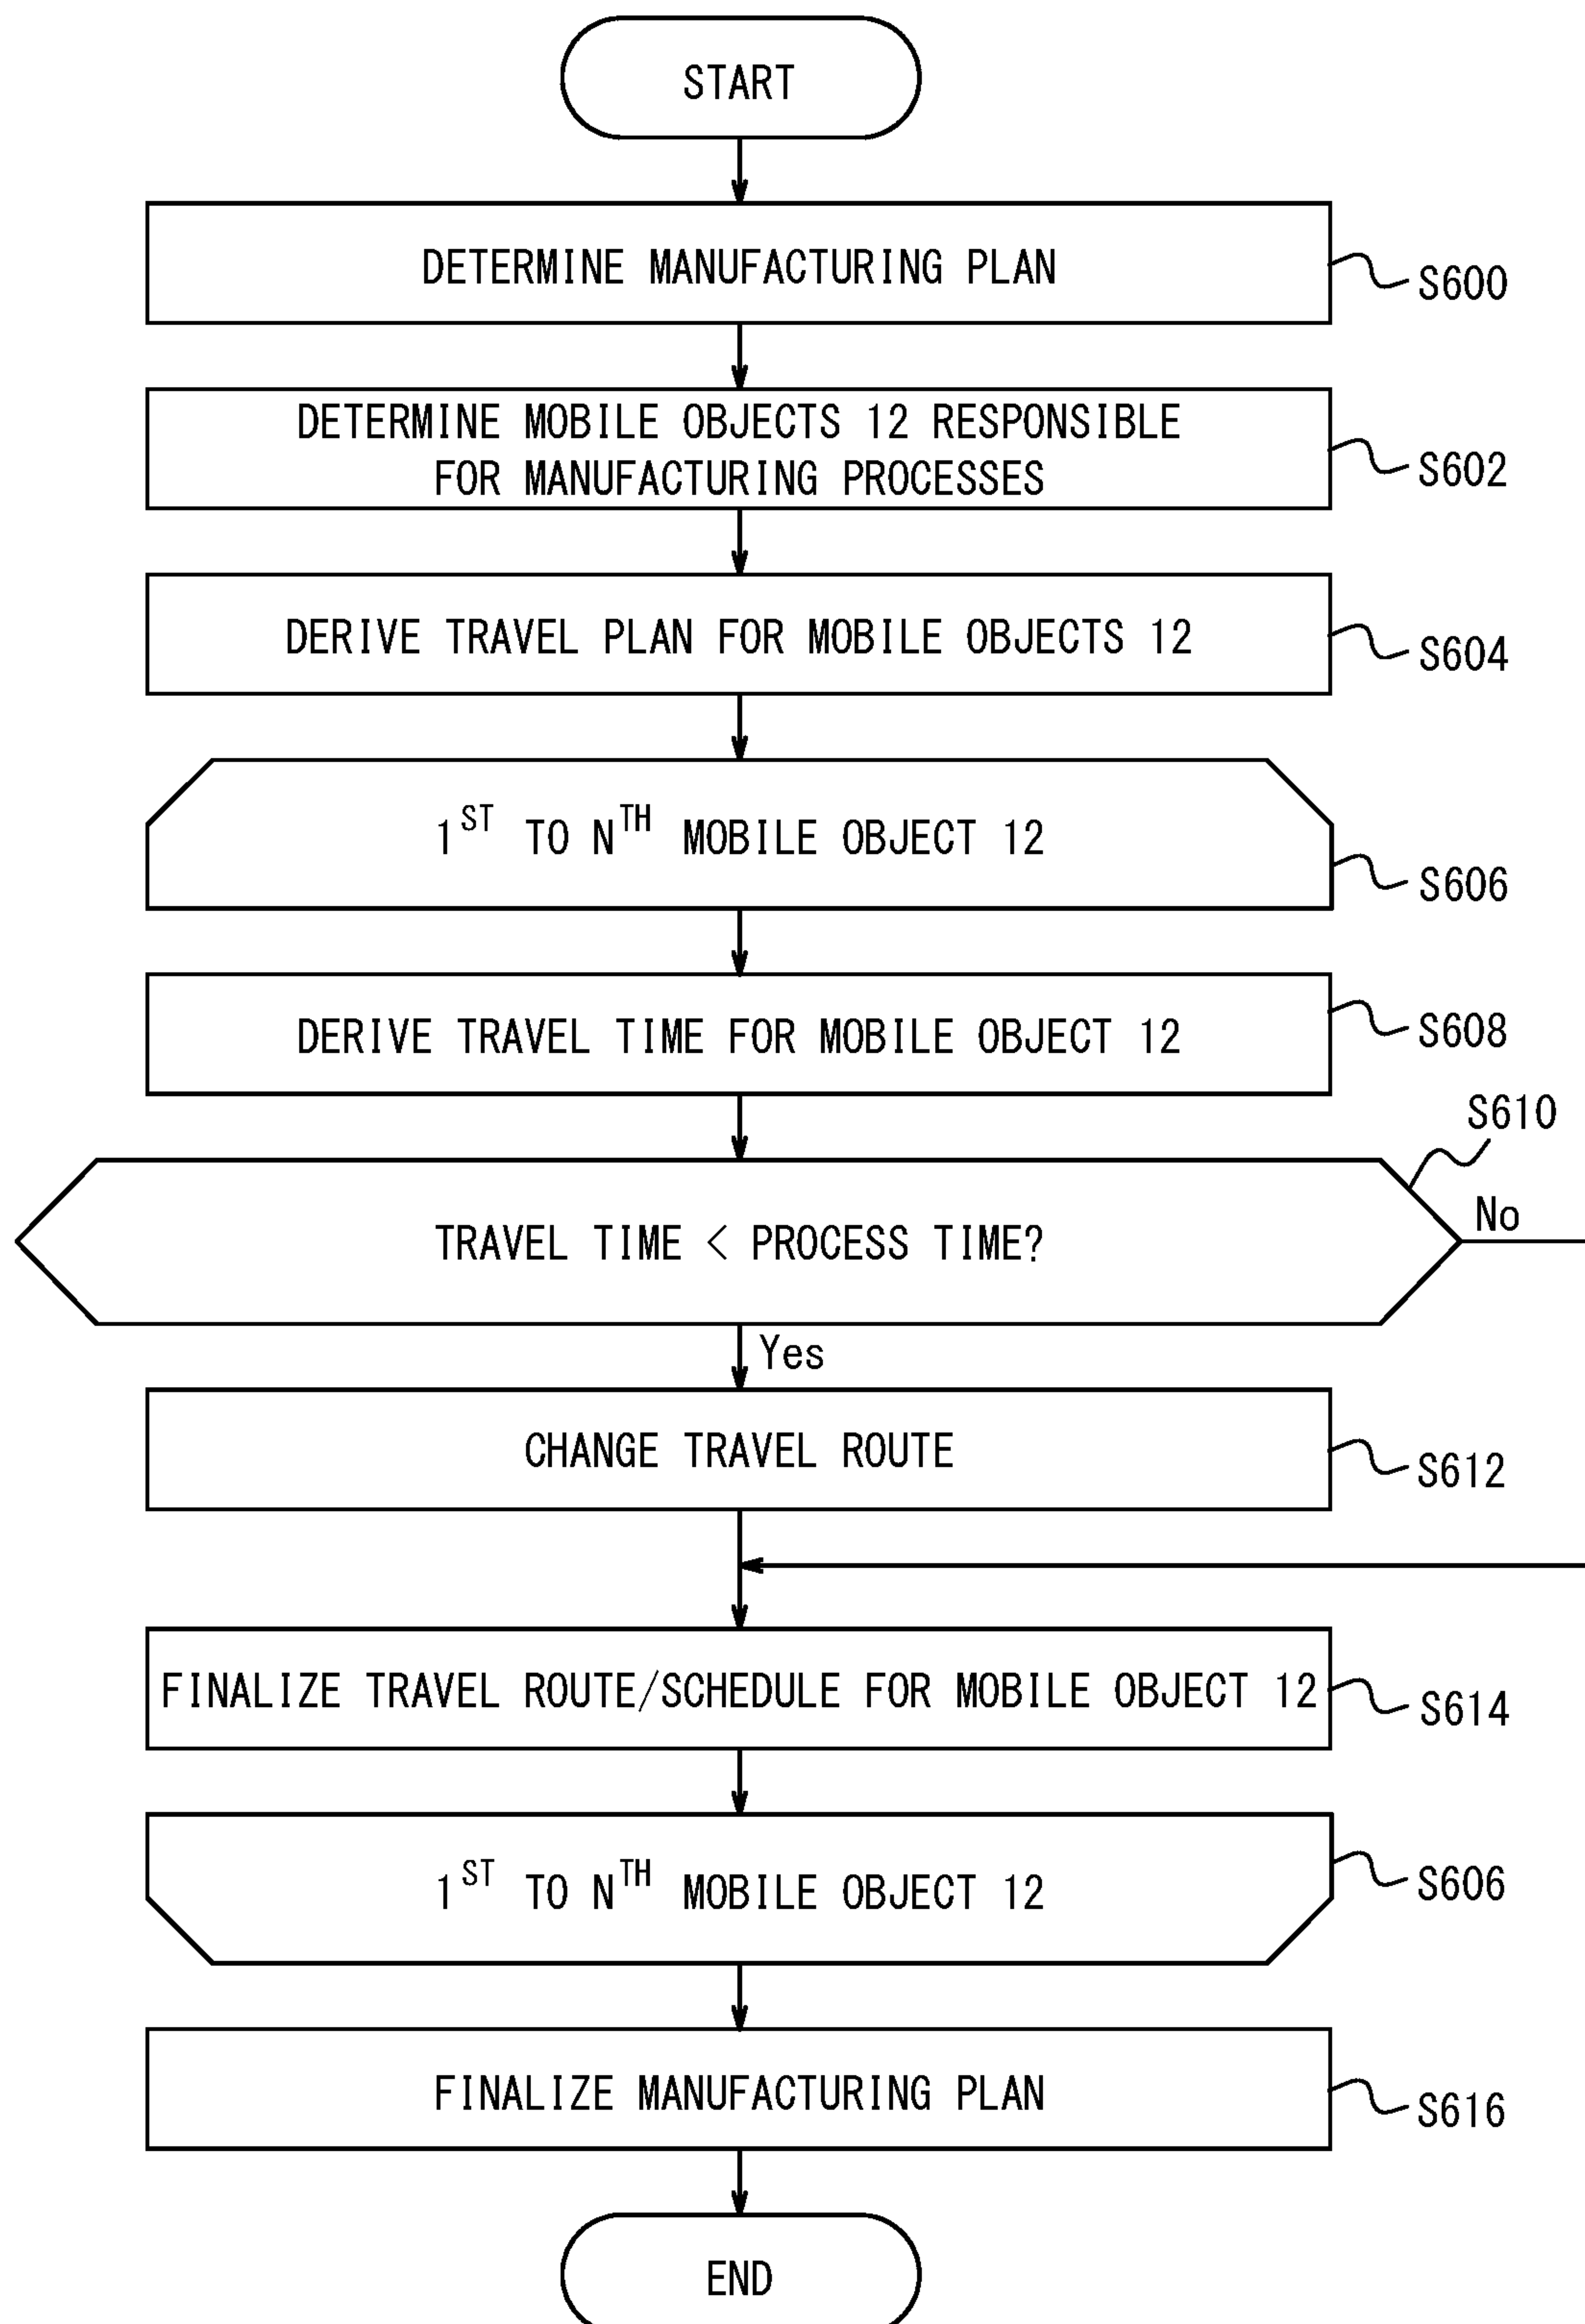 START
DETERMINE MANUFACTURING PLAN
S600
DETERMINE MOBILE OBJECTS 12 RESPONSIBLE
FOR MANUFACTURING PROCESSES
S602
DERIVE TRAVEL PLAN FOR MOBILE OBJECTS 12
S604
1ST TO NTH MOBILE OBJECT 12
S606
DERIVE TRAVEL TIME FOR MOBILE OBJECT 12
S608
S610
TRAVEL TIME < PROCESS TIME?
No
Yes
CHANGE TRAVEL ROUTE
S612
FINALIZE TRAVEL ROUTE/SCHEDULE FOR MOBILE OBJECT 12
S614
1ST TO NTH MOBILE OBJECT 12
S606
FINALIZE MANUFACTURING PLAN
S616
END